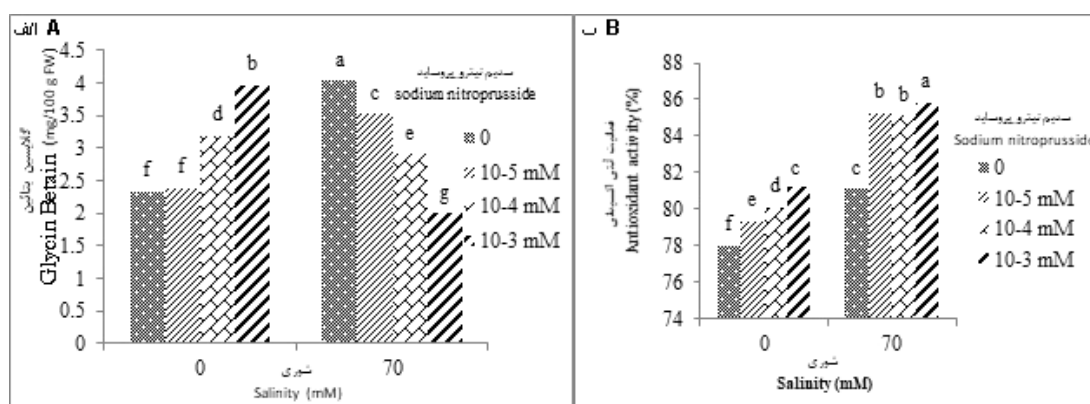 الف A
4.5
4
3.5
3
2.5
2
1.5
1
0.5
0
گلایسین بتائین
Glycin Betain (mg/100 g FW)
f f d b a c e g
سدیم نیترو پروساید
sodium nitroprusside
0
10-5 mM
10-4 mM
10-3 mM
0 70
شوری
Salinity (mM)
ب B
88
86
84
82
80
78
76
74
فعالیت آنتی اکسیدانی
Antioxidant activity (%)
f e d c c b b a
سدیم نیترو پروساید
Sodium nitroprusside
0
10-5 mM
10-4 mM
10-3 mM
0 70
شوری
Salinity (mM)